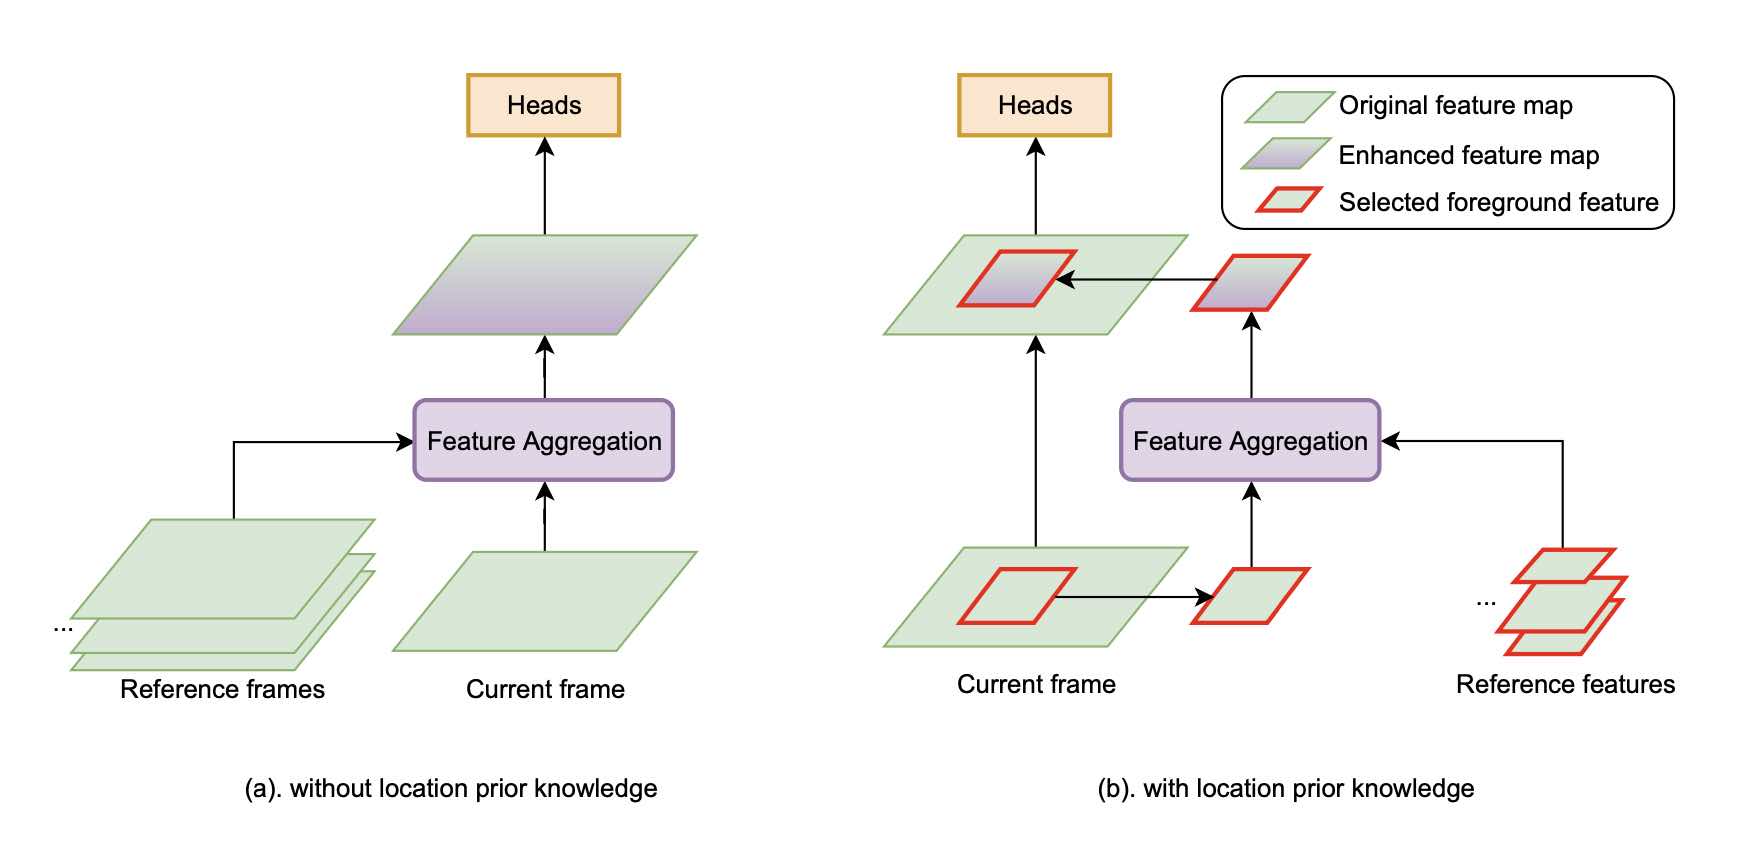 Heads
Feature Aggregation
...
Reference frames
Current frame
(a). without location prior knowledge
Heads
Original feature map
Enhanced feature map
Selected foreground feature
Feature Aggregation
...
Current frame
Reference features
(b). with location prior knowledge